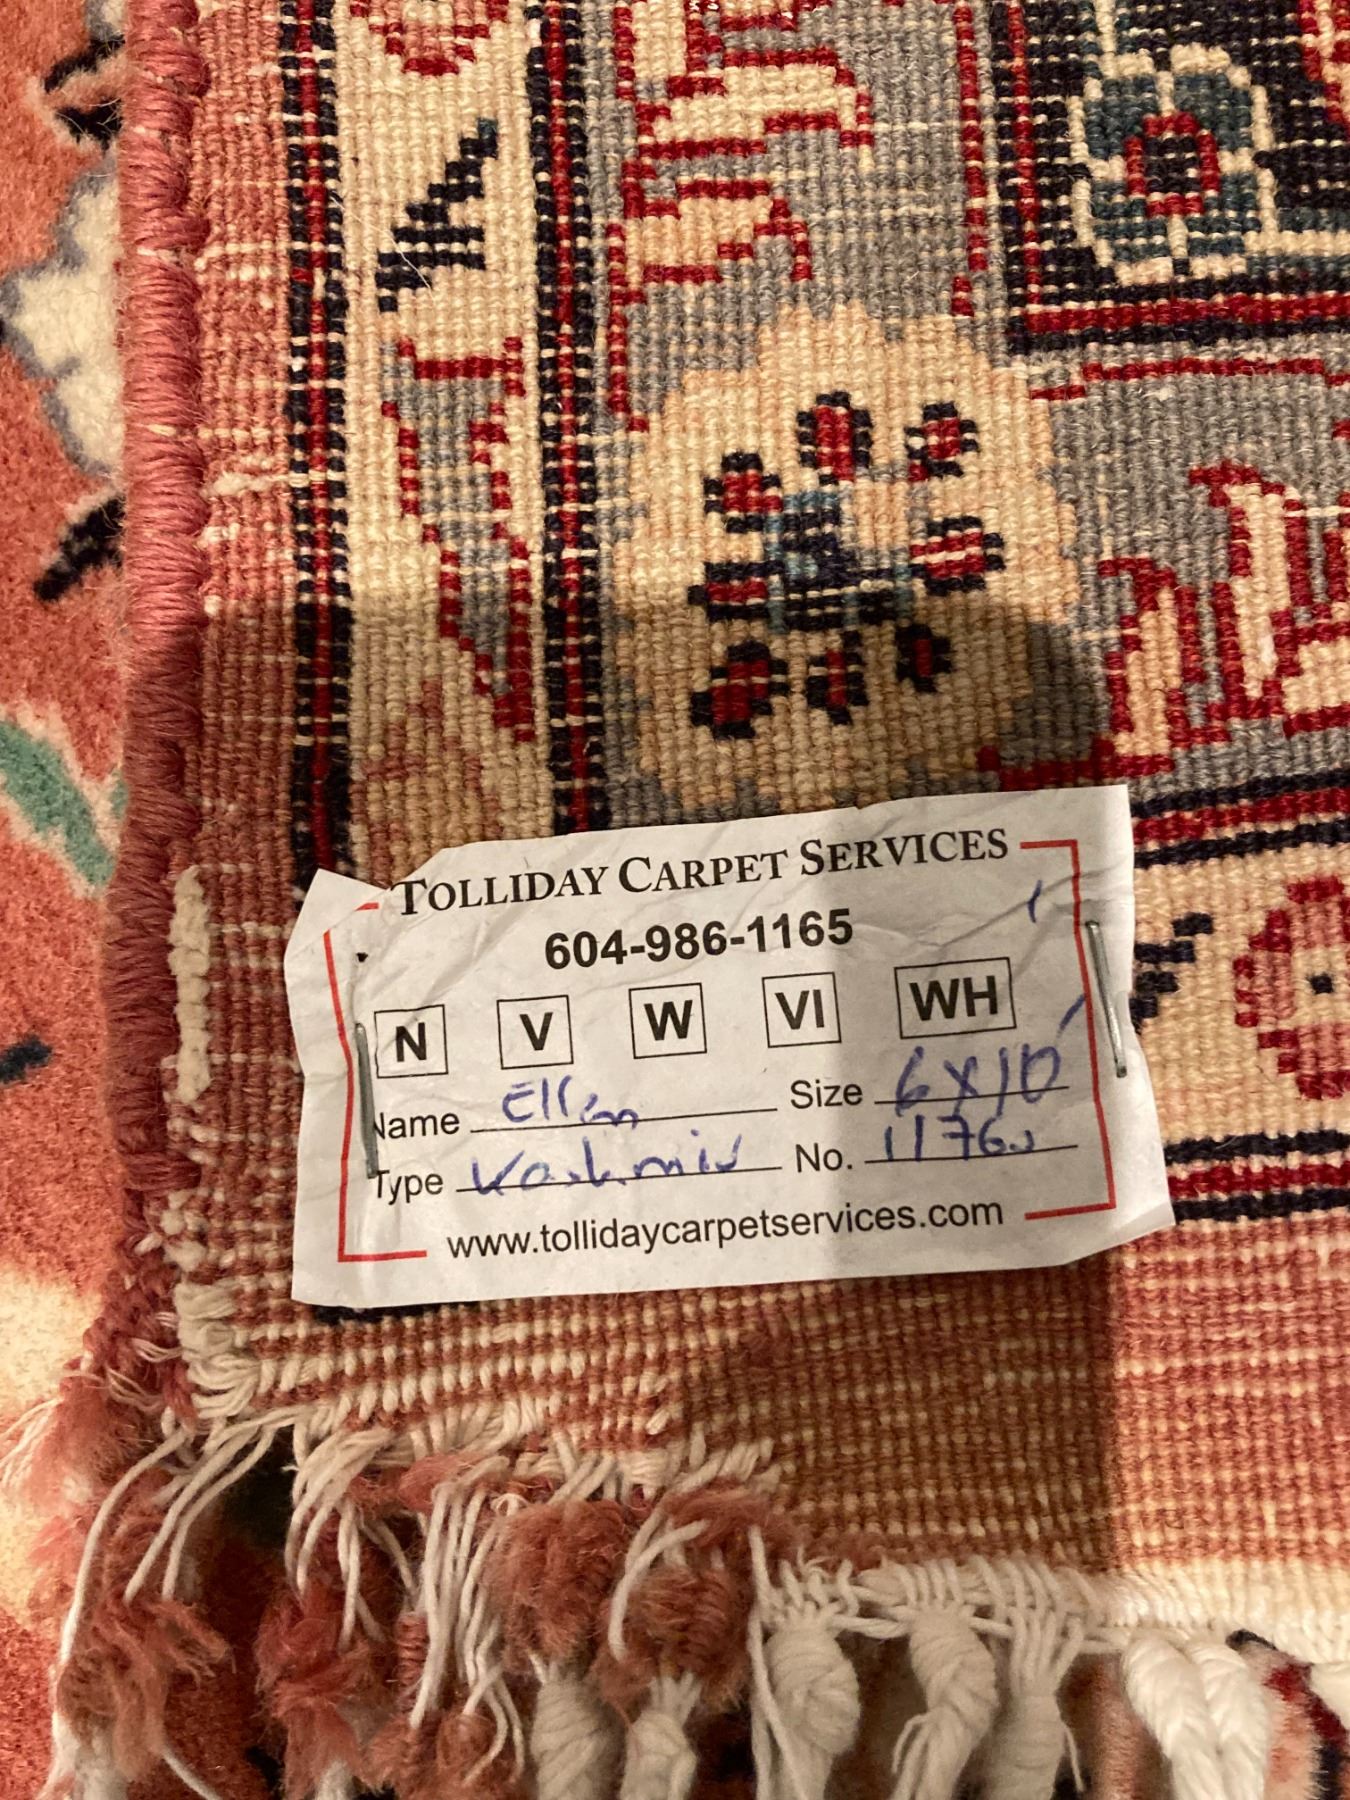 TOLLIDAY CARPET SERVICES
604-986-1165
N V W VI WH
Name Ellen Size 6x10
Type Kashmir No.
www.tollidaycarpetservices.com